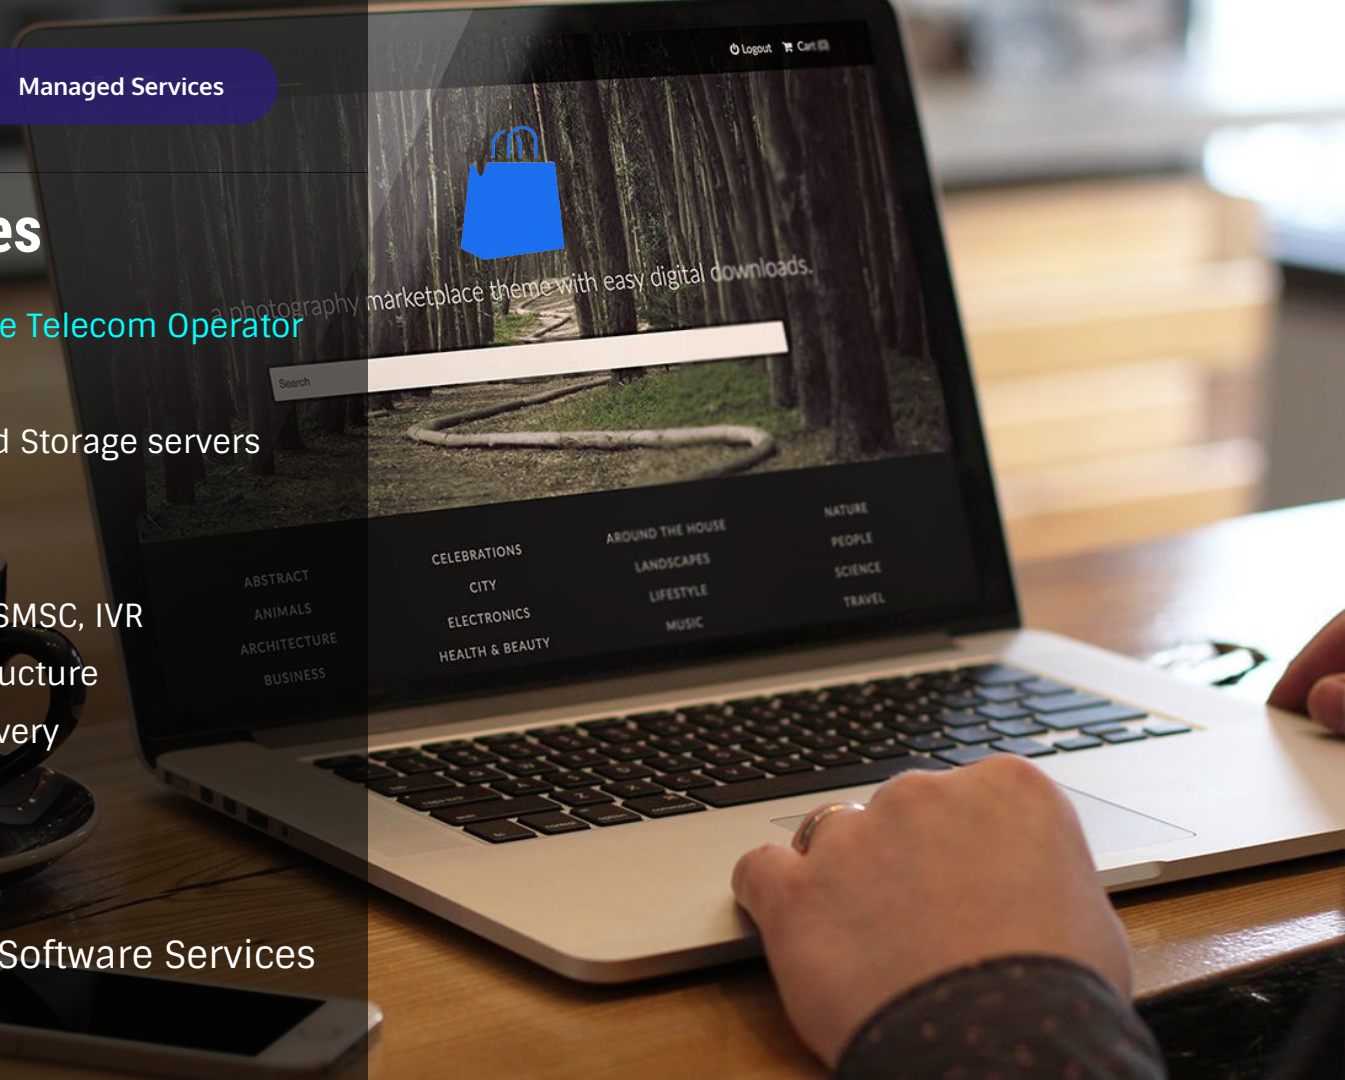 Managed Services
es
e Telecom Operator
d Storage servers
SMSC, IVR
ucture
very
Software Services
Logout Cart
a photography marketplace theme with easy digital downloads.
Search
ABSTRACT
ANIMALS
ARCHITECTURE
BUSINESS
CELEBRATIONS
CITY
ELECTRONICS
HEALTH & BEAUTY
AROUND THE HOUSE
LANDSCAPES
LIFESTYLE
MUSIC
NATURE
PEOPLE
SCIENCE
TRAVEL